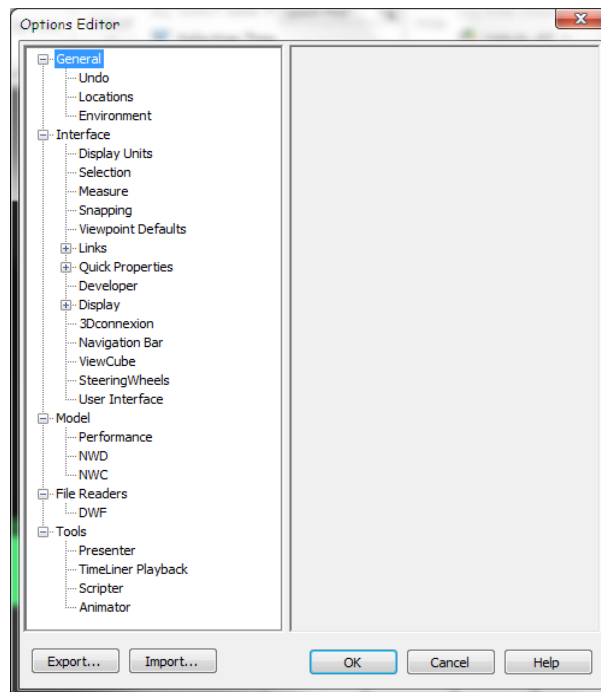 Options Editor
General
Undo
Locations
Environment
Interface
Display Units
Selection
Measure
Snapping
Viewpoint Defaults
Links
Quick Properties
Developer
Display
3Dconnexion
Navigation Bar
ViewCube
SteeringWheels
User Interface
Model
Performance
NWD
NWC
File Readers
DWF
Tools
Presenter
TimeLiner Playback
Scripter
Animator
Export... Import... OK Cancel Help